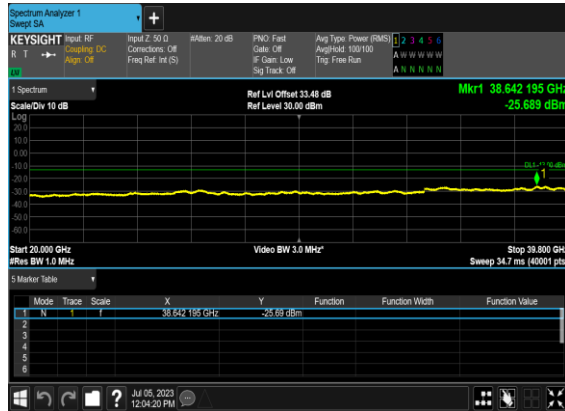 Spectrum Analyzer 1
Swept SA
+
KEYSIGHT Input: RF Input Z: 50 Ω #Atten: 20 dB PNO: Fast Avg Type: Power (RMS) 1 2 3 4 5 6
R T Coupling: DC Corrections: Off Gate: Off Avg|Hold: 100/100 A W W W W W
Align: Off Freq Ref: Int (S) IF Gain: Low Trig: Free Run
Sig Track: Off A N N N N N
1 Spectrum Ref Lvl Offset 33.48 dB Mkr1 38.642 195 GHz
Scale/Div 10 dB Ref Level 30.00 dBm -25.689 dBm
Log
20.0
10.0
0.00
-10.0
1
-20.0
-30.0
-40.0
-50.0
-60.0
Start 20.000 GHz Video BW 3.0 MHz* Stop 39.800 GHz
#Res BW 1.0 MHz Sweep 34.7 ms (40001 pts)
5 Marker Table
Mode Trace Scale X Y Function Function Width Function Value
1 N 1 f 38.642 195 GHz -25.69 dBm
2
3
4
5
6
? Jul 05, 2023
12:04:20 PM